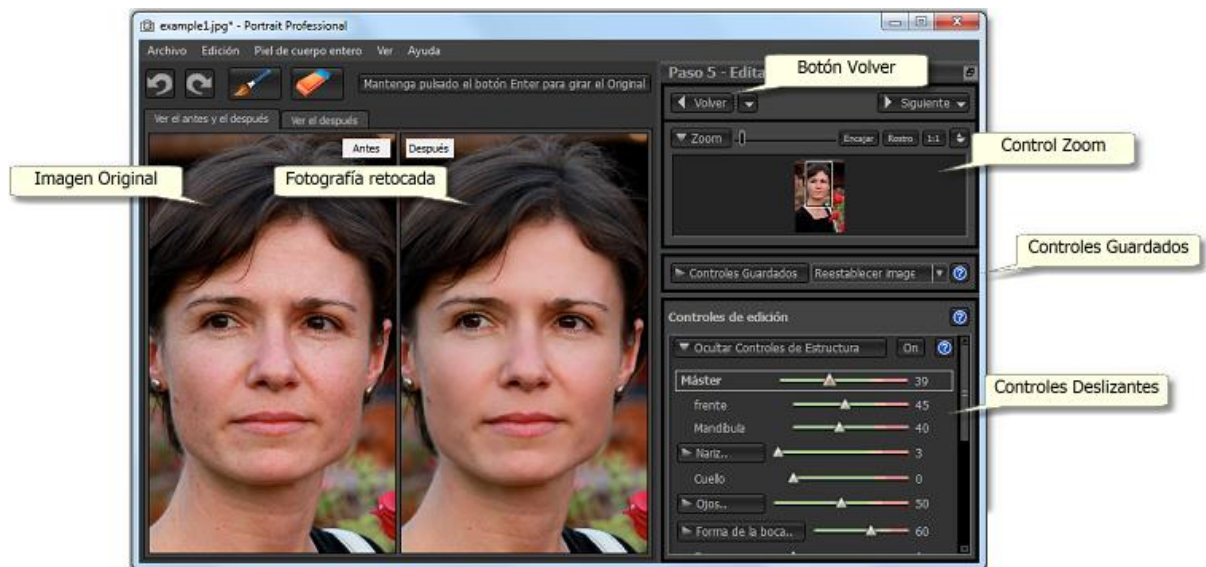 example1.jpg* - Portrait Professional
Archivo Edición Piel de cuerpo entero Ver Ayuda
Mantenga pulsado el botón Enter para girar el Original
Paso 5 - Edita
Botón Volver
Volver
Siguiente
Ver el antes y el después
Ver el después
Antes
Después
Zoom
Encajar
Rostro
1:1
Control Zoom
Imagen Original
Fotografía retocada
Controles Guardados
Controles Guardados
Reestablecer image
Controles de edición
Ocultar Controles de Estructura
On
Controles Deslizantes
Máster 39
frente 45
Mandíbula 40
Nariz.. 3
Cuello 0
Ojos.. 50
Forma de la boca.. 60